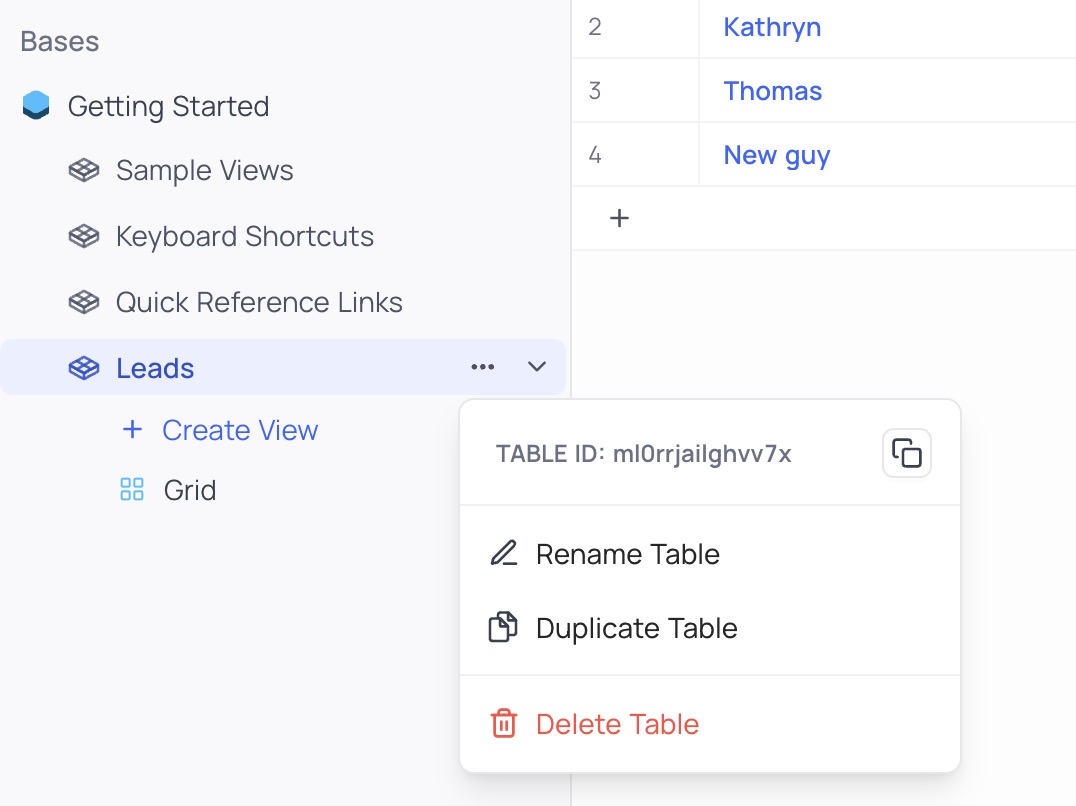 Bases
Getting Started
Sample Views
Keyboard Shortcuts
Quick Reference Links
Leads
Create View
Grid
2 Kathryn
3 Thomas
4 New guy
TABLE ID: ml0rrjailghvv7x
Rename Table
Duplicate Table
Delete Table